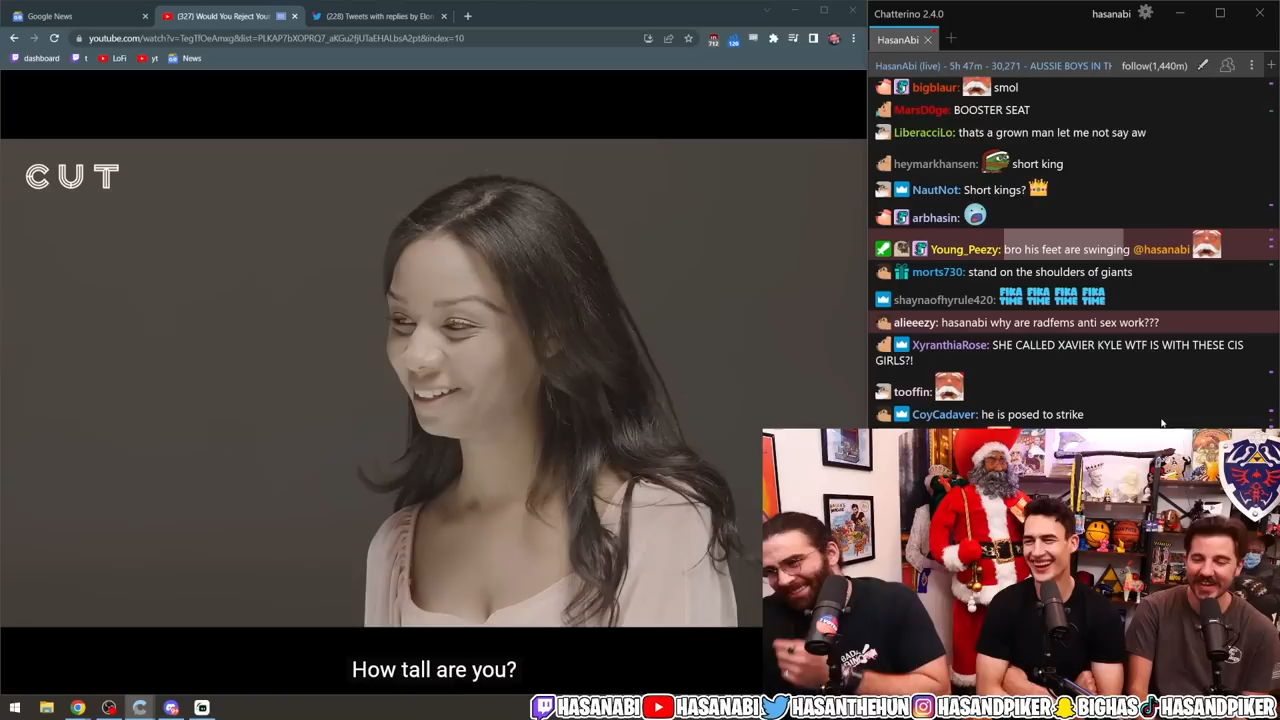 Google News
(327) Would You Reject Your
(228) Tweets with replies by Elon
youtube.com/watch?v=TegTfOeAmxg&dist=PLKAP7bXOPRQ7_aKGu2fjUTaEHALbsA2pt&index=10
712
120
dashboard
t
LoFi
yt
News
CUT
How tall are you?
Chatterino 2.4.0
hasanabi
HasanAbi
HasanAbi (live) - 5h 47m - 30,271 - AUSSIE BOYS IN TH
follow(1,440m)
bigblaur: smol
MarsD0ge: BOOSTER SEAT
LiberacciLo: thats a grown man let me not say aw
heymarkhansen: short king
NautNot: Short kings?
arbhasin:
Young_Peezy: bro his feet are swinging @hasanabi
morts730: stand on the shoulders of giants
shaynaofhyrule420: FIKA TIME FIKA TIME FIKA TIME FIKA TIME
alieeezy: hasanabi why are radfems anti sex work???
XyranthiaRose: SHE CALLED XAVIER KYLE WTF IS WITH THESE CIS
GIRLS?!
tooffin:
CoyCadaver: he is posed to strike
HASANABI HASANABI HASANTHEHUN HASANDPIKER BIGHAS HASANDPIKER